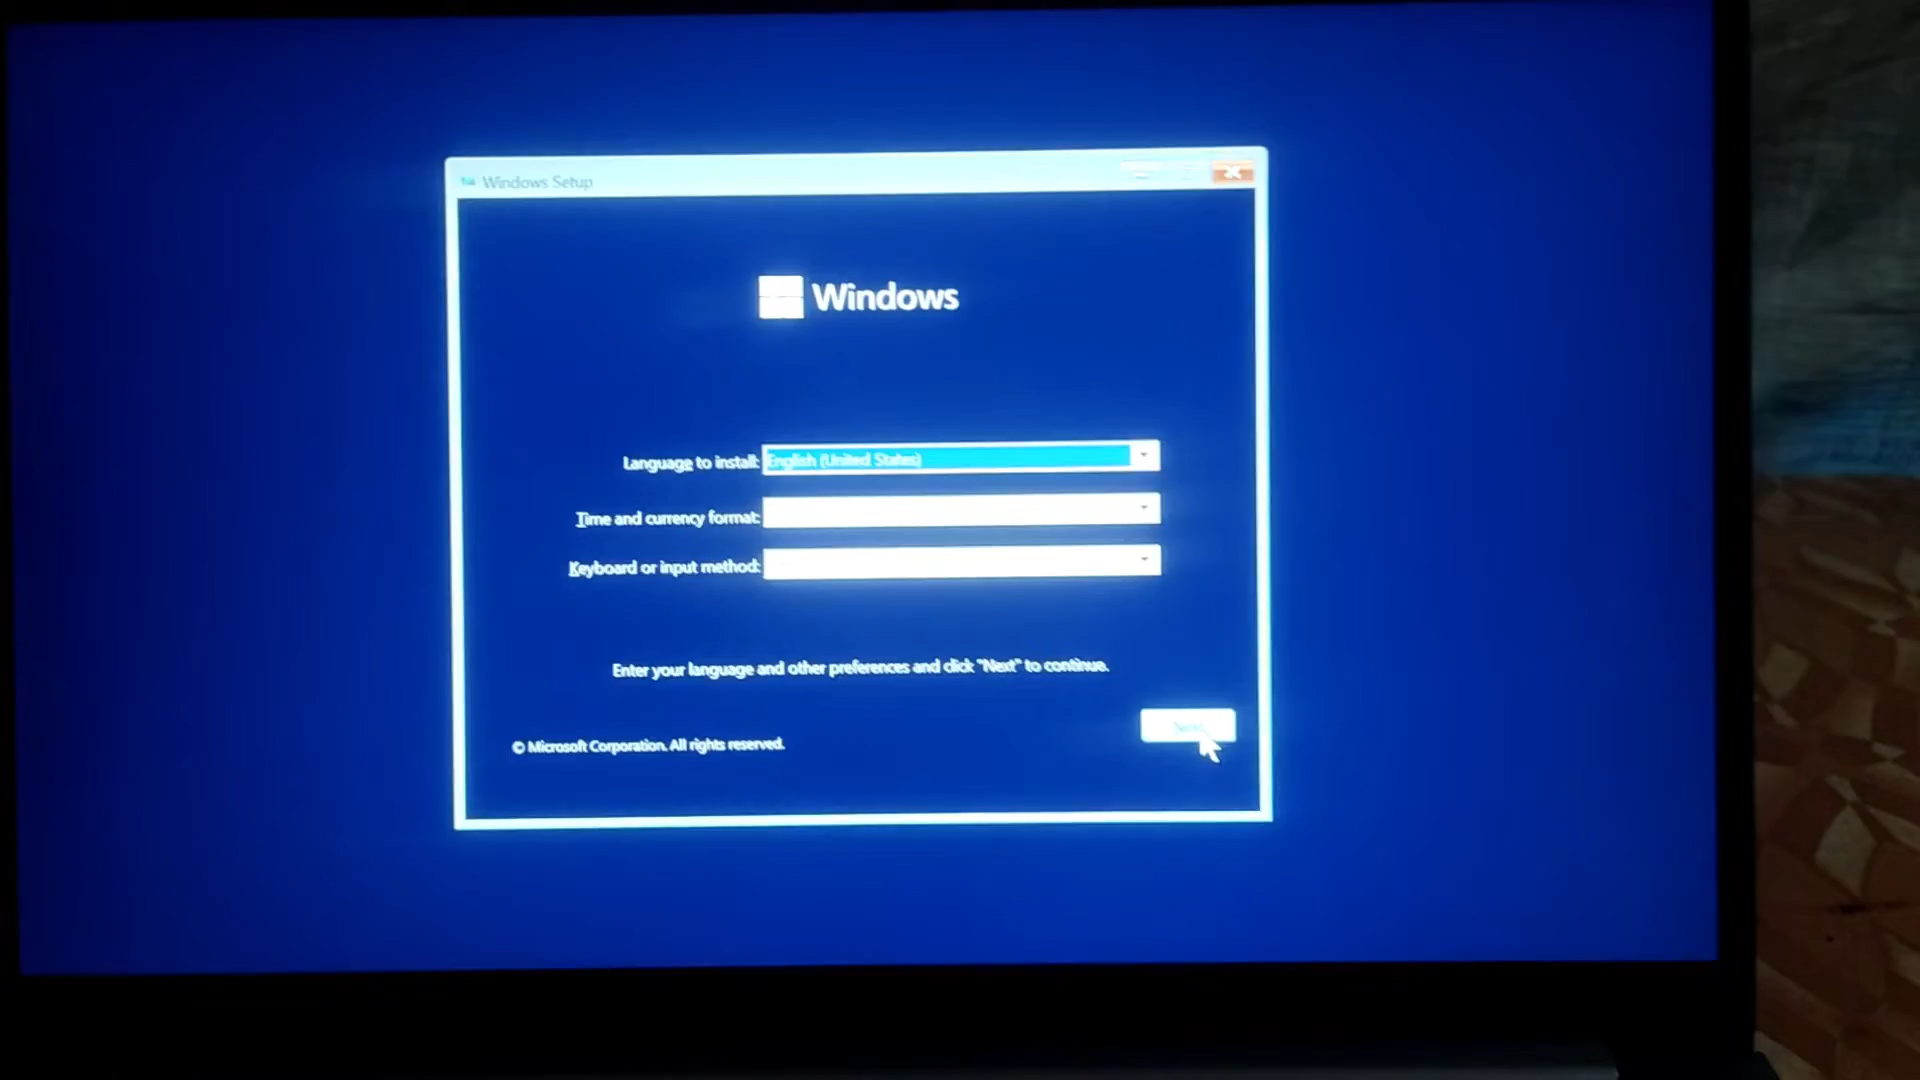 Windows Setup
Windows
Language to install: English (United States)
Time and currency format:
Keyboard or input method:
Enter your language and other preferences and click "Next" to continue.
Next
© Microsoft Corporation. All rights reserved.